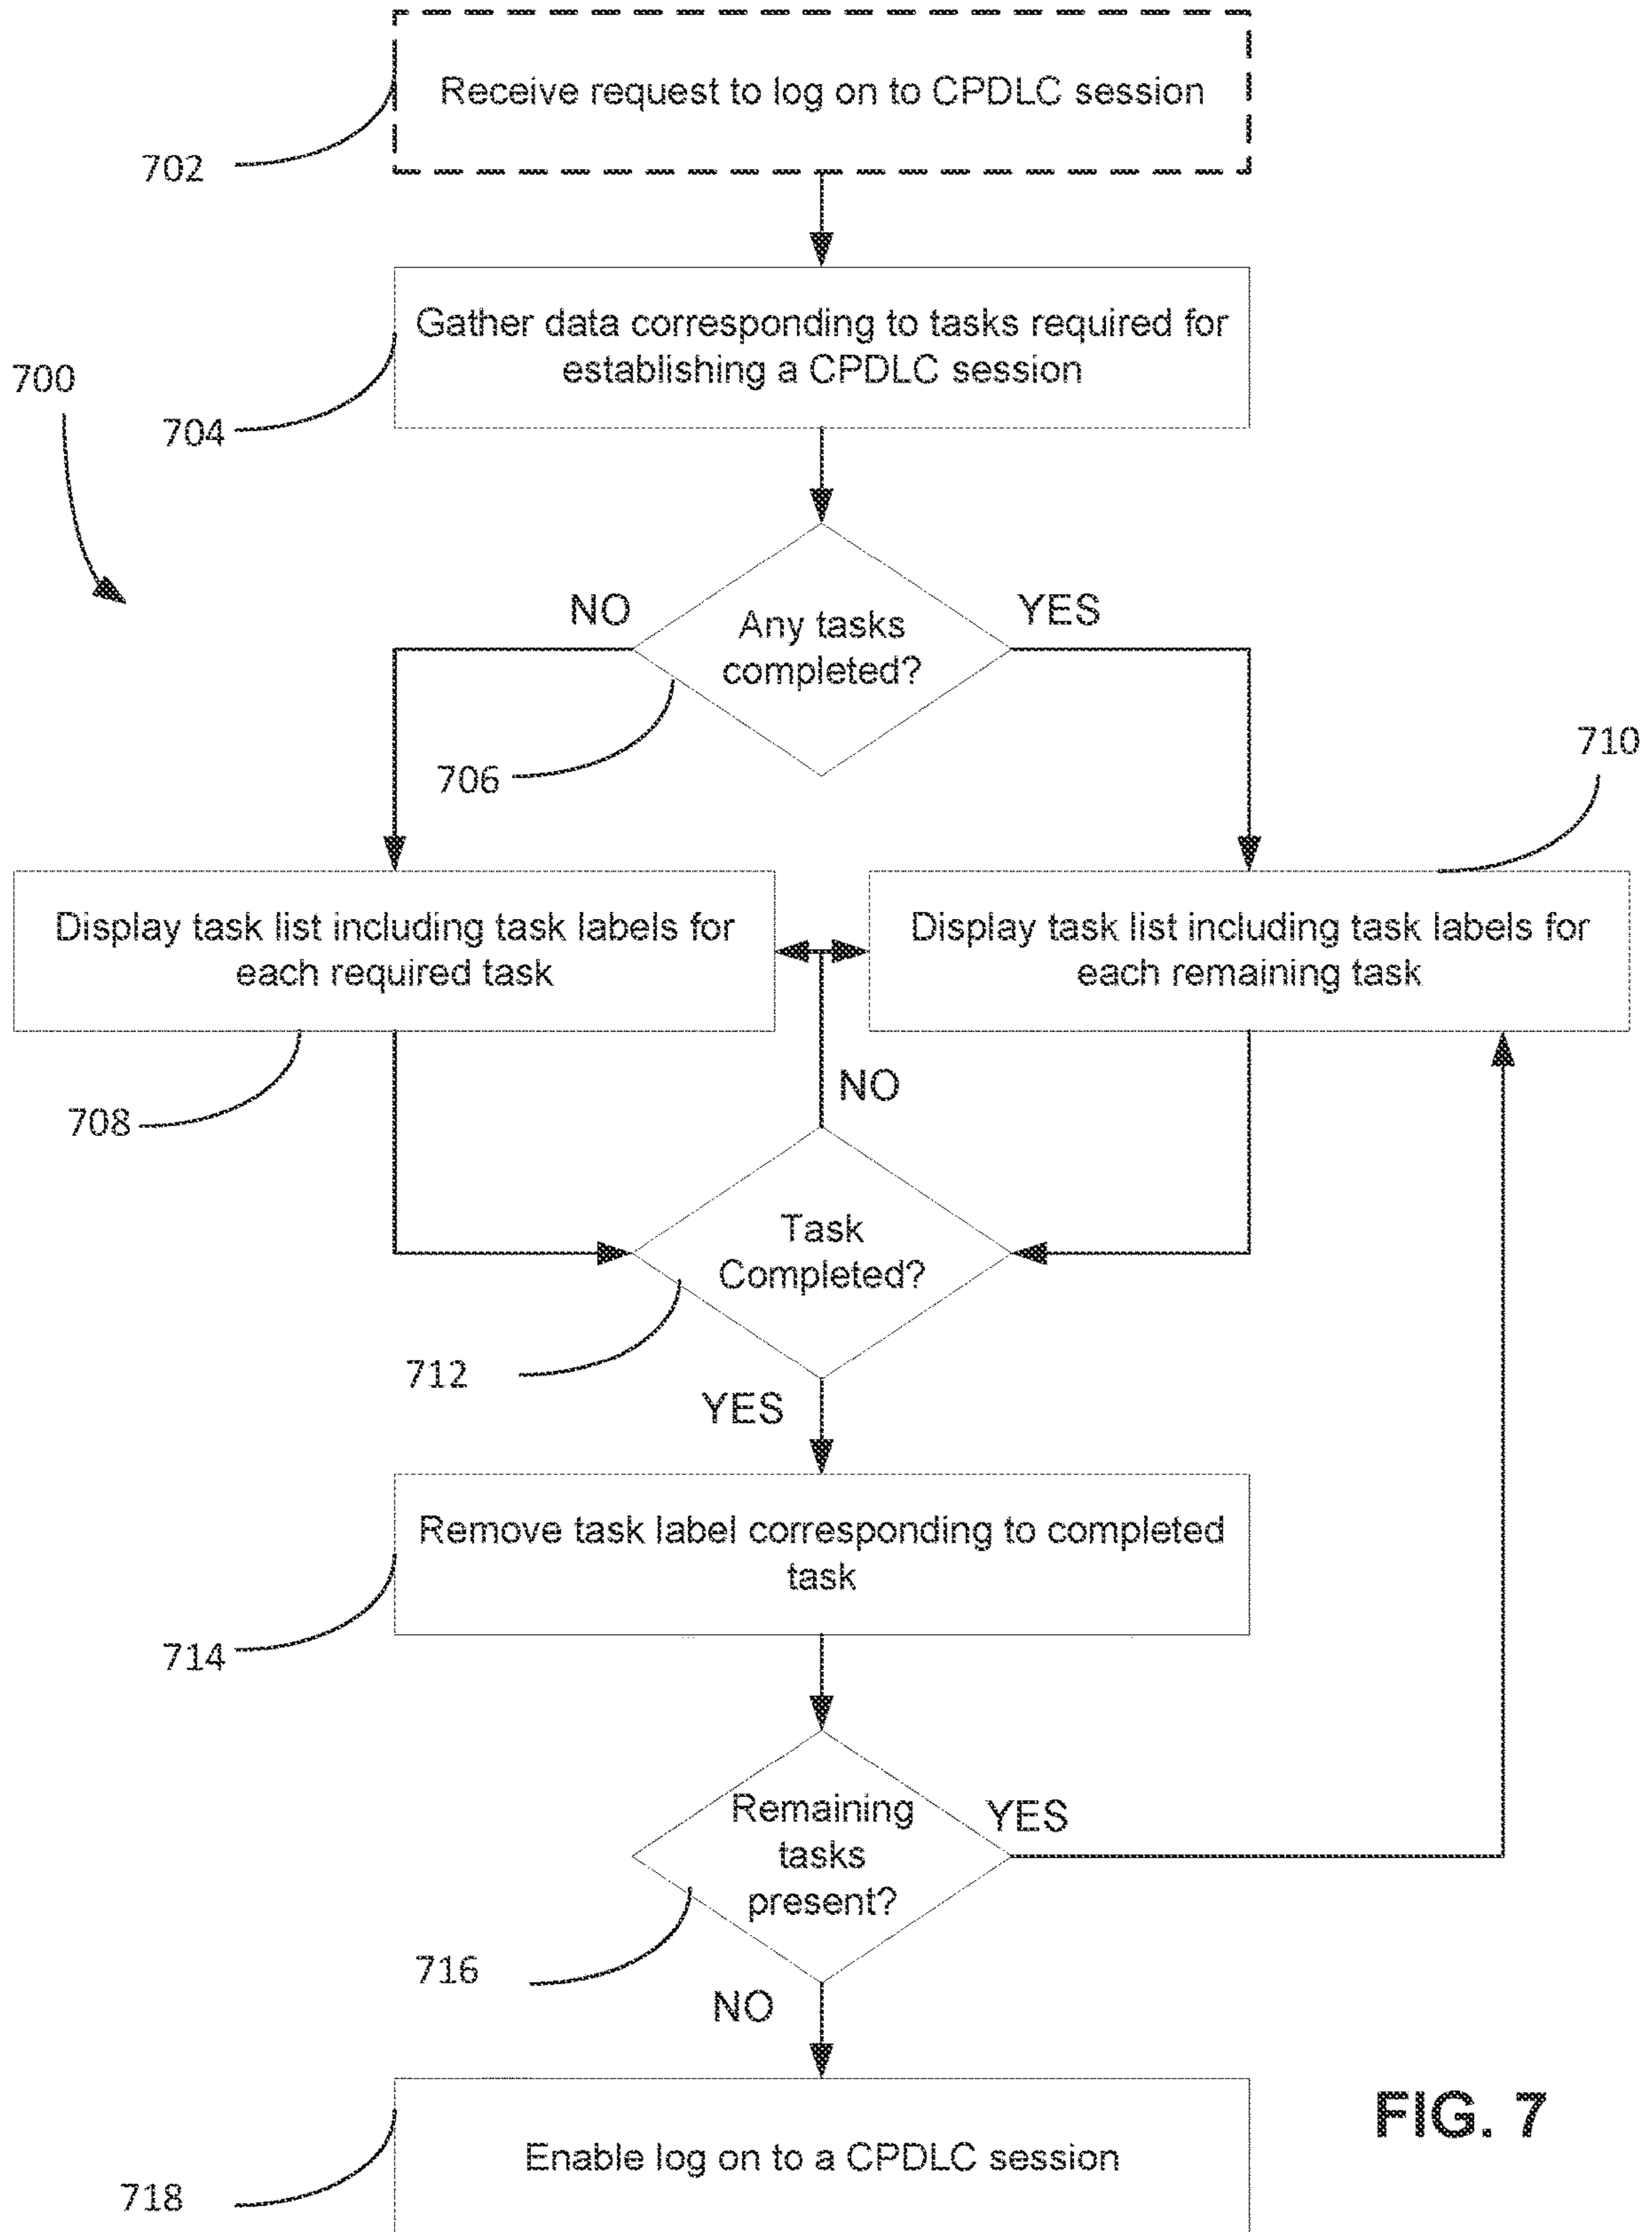 Receive request to log on to CPDLC session
702
Gather data corresponding to tasks required for
establishing a CPDLC session
700
704
NO
YES
Any tasks
completed?
706
710
Display task list including task labels for
each required task
Display task list including task labels for
each remaining task
708
NO
Task
Completed?
712
YES
Remove task label corresponding to completed
task
714
Remaining
tasks
present?
YES
716
NO
FIG. 7
Enable log on to a CPDLC session
718